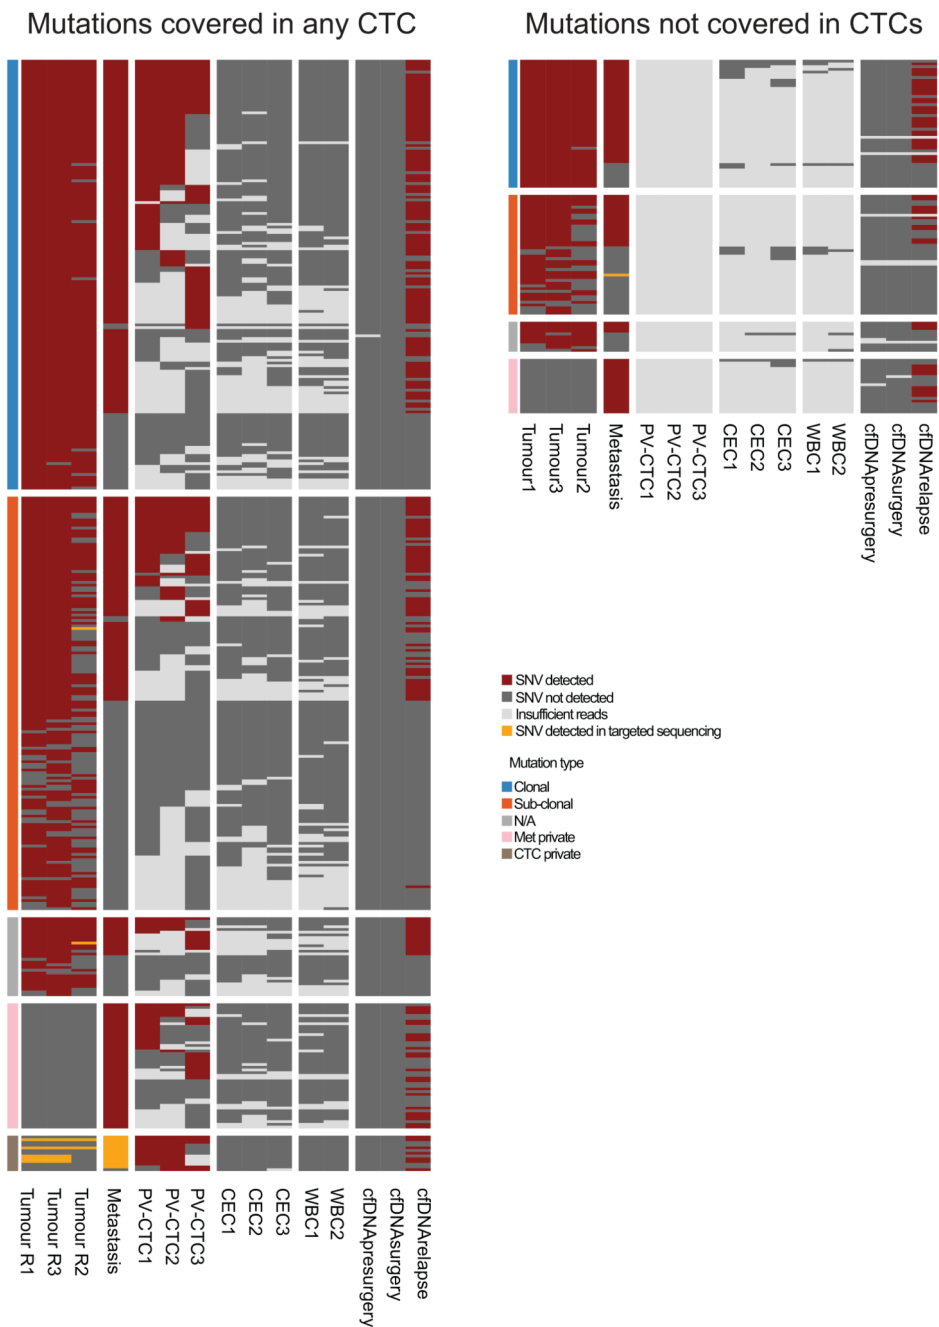 Mutations covered in any CTC
Mutations not covered in CTCs
Tumour1
Tumour3
Tumour2
Metastasis
PV-CTC1
PV-CTC2
PV-CTC3
CEC1
CEC2
CEC3
WBC1
WBC2
cfDNApresurgery
cfDNAsurgery
cfDNArelapse
SNV detected
SNV not detected
Insufficient reads
SNV detected in targeted sequencing
Mutation type
Clonal
Sub-clonal
N/A
Met private
CTC private
Tumour R1
Tumour R3
Tumour R2
Metastasis
PV-CTC1
PV-CTC2
PV-CTC3
CEC1
CEC2
CEC3
WBC1
WBC2
cfDNApresurgery
cfDNAsurgery
cfDNArelapse